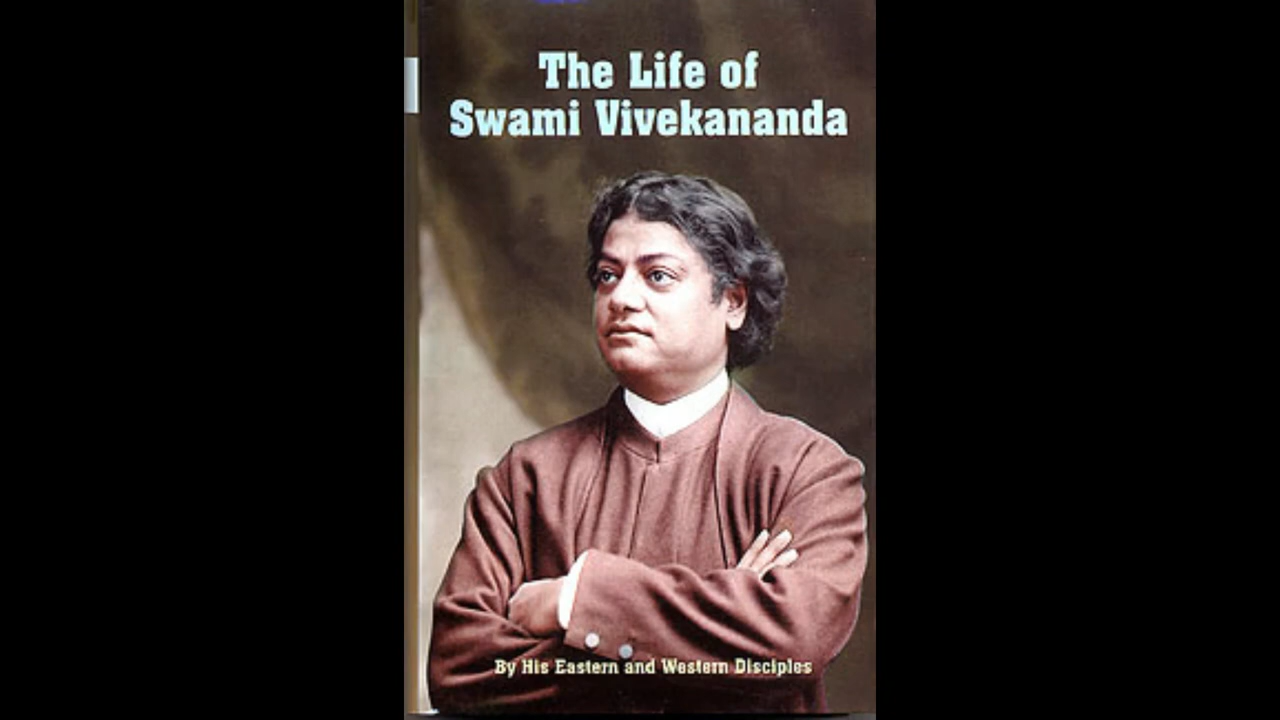 The Life of
Swami Vivekananda
By His Eastern and Western Disciples